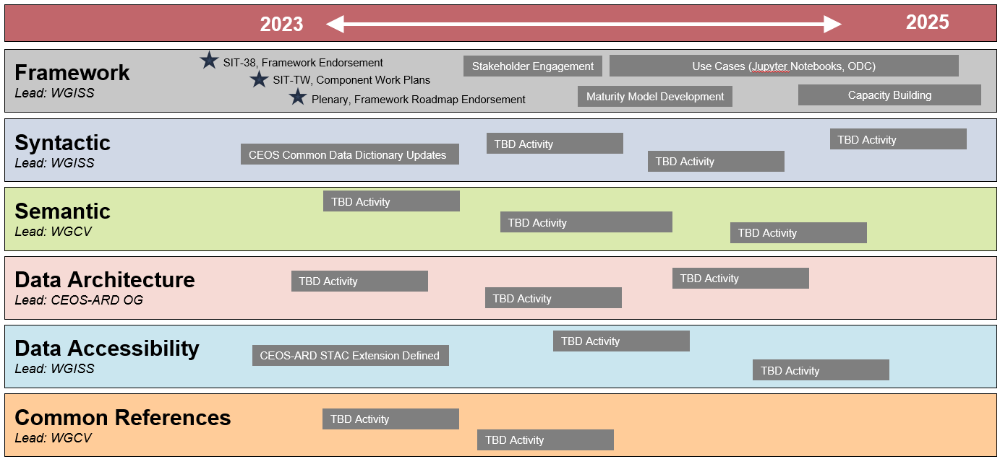 2023
2025
Framework
Lead: WGISS
SIT-38, Framework Endorsement
SIT-TW, Component Work Plans
Plenary, Framework Roadmap Endorsement
Stakeholder Engagement
Use Cases (Jupyter Notebooks, ODC)
Maturity Model Development
Capacity Building
Syntactic
Lead: WGISS
CEOS Common Data Dictionary Updates
TBD Activity
TBD Activity
TBD Activity
Semantic
Lead: WGCV
TBD Activity
TBD Activity
TBD Activity
Data Architecture
Lead: CEOS-ARD OG
TBD Activity
TBD Activity
TBD Activity
Data Accessibility
Lead: WGISS
CEOS-ARD STAC Extension Defined
TBD Activity
TBD Activity
Common References
Lead: WGCV
TBD Activity
TBD Activity